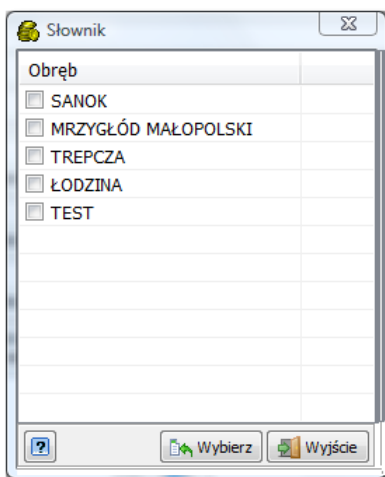 Słownik
Obręb
SANOK
MRZYGŁÓD MAŁOPOLSKI
TREPCZA
ŁODZINA
TEST
? Wybierz Wyjście